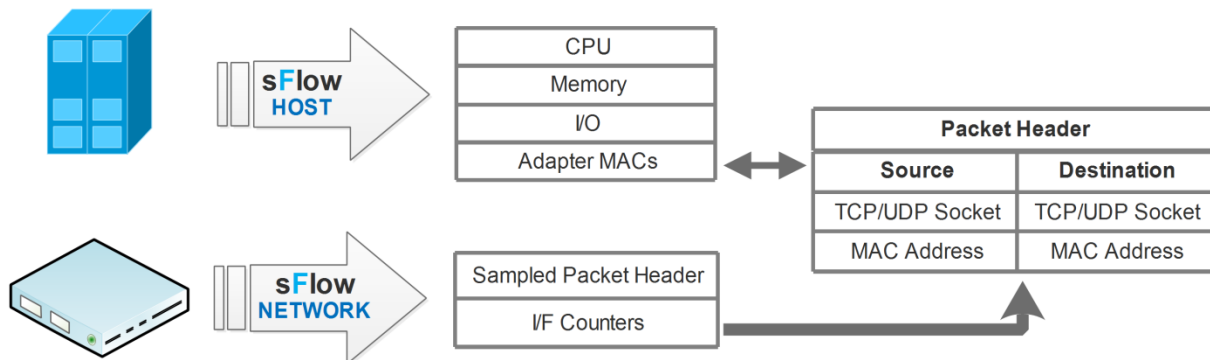 sFlow
HOST
CPU
Memory
I/O
Adapter MACs
Packet Header
Source Destination
TCP/UDP Socket TCP/UDP Socket
MAC Address MAC Address
sFlow
NETWORK
Sampled Packet Header
I/F Counters